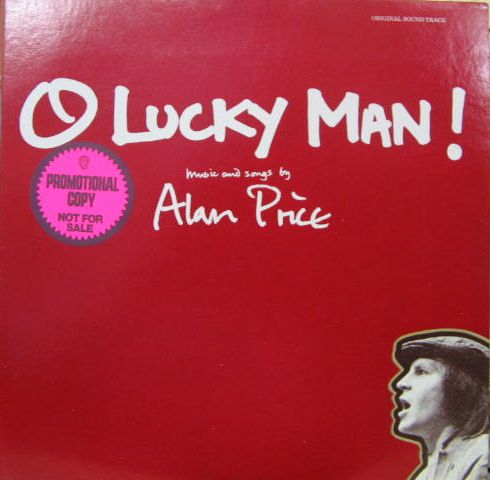 ORIGINAL SOUND TRACK
O LUCKY MAN!
PROMOTIONAL
COPY
NOT FOR
SALE
music and songs by
Alan Price